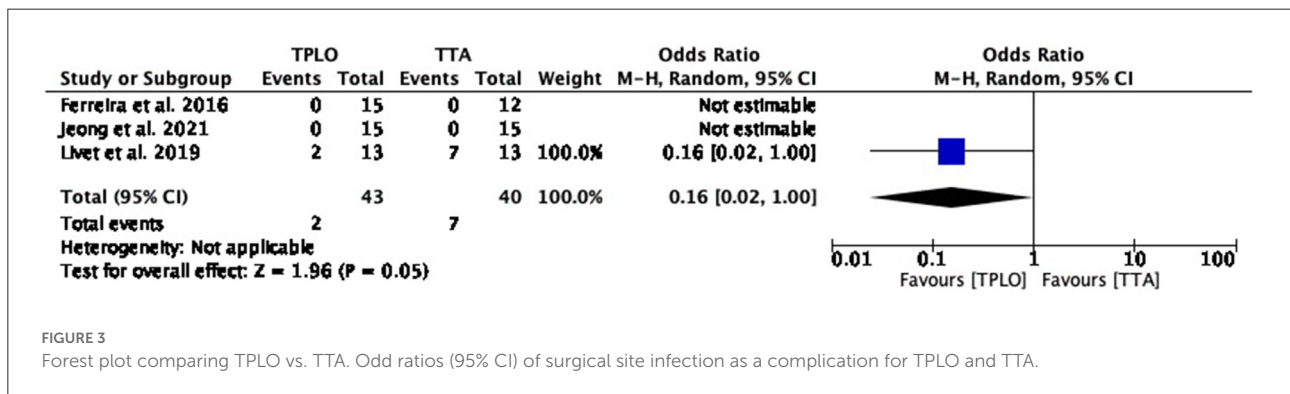 TPLO TTA Odds Ratio Odds Ratio
Study or Subgroup Events Total Events Total Weight M-H, Random, 95% CI M-H, Random, 95% CI
Ferreira et al. 2016 0 15 0 12 Not estimable
Jeong et al. 2021 0 15 0 15 Not estimable
Livet et al. 2019 2 13 7 13 100.0% 0.16 [0.02, 1.00]
Total (95% CI) 43 40 100.0% 0.16 [0.02, 1.00]
Total events 2 7
Heterogeneity: Not applicable
Test for overall effect: Z = 1.96 (P = 0.05)
0.01 0.1 1 10 100
Favours [TPLO] Favours [TTA]
FIGURE 3
Forest plot comparing TPLO vs. TTA. Odd ratios (95% CI) of surgical site infection as a complication for TPLO and TTA.